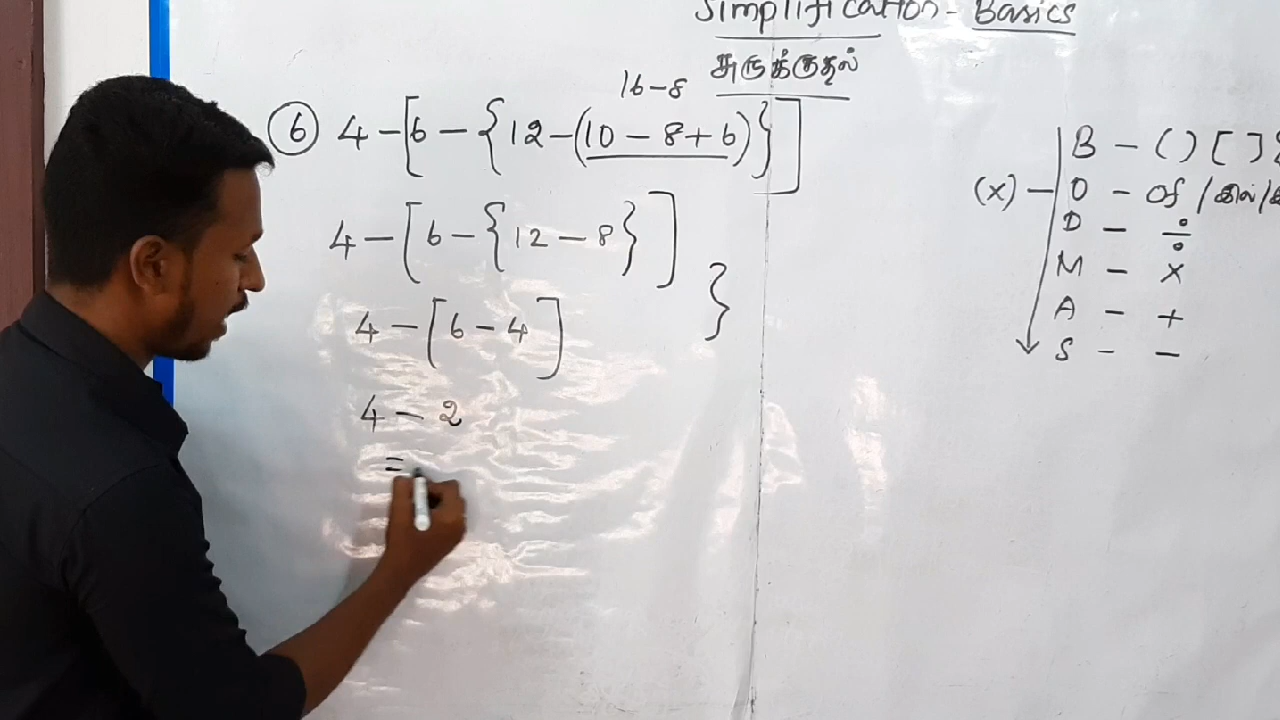 Simplification - Basics
சுருக்குதல்
16-8
⑥ 4-[6-{12-(10-8+6)}]
4-[6-{12-8}]
4-[6-4] }
4-2
=
B - ( ) [ ] {
(x) - O - of / இல் /
D - ÷
M - ×
A - +
S - -